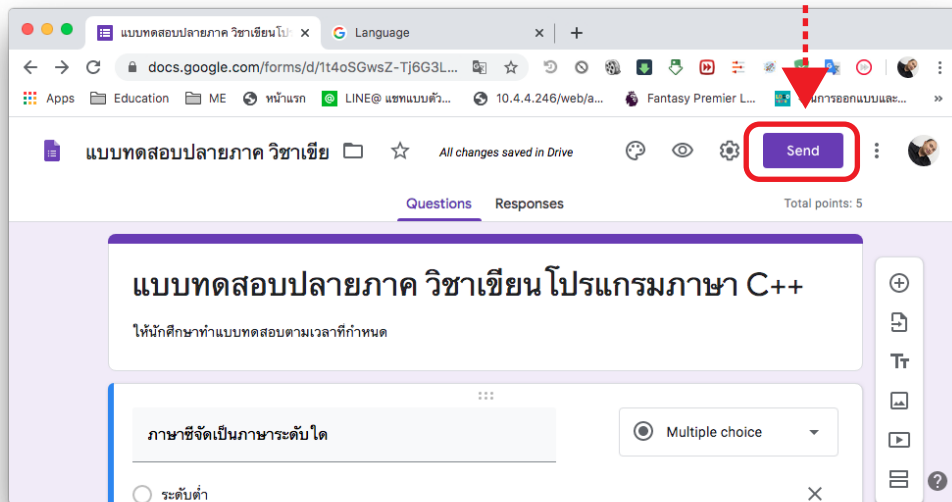 แบบทดสอบปลายภาค วิชาเขียนโป
Language
docs.google.com/forms/d/1t4oSGwsZ-Tj6G3L...
Apps Education ME หน้าแรก LINE@ แชทแบบตัว... 10.4.4.246/web/a... Fantasy Premier L... การออกแบบและ... »
แบบทดสอบปลายภาค วิชาเขีย All changes saved in Drive Send
Questions Responses Total points: 5
แบบทดสอบปลายภาค วิชาเขียนโปรแกรมภาษา C++
ให้นักศึกษาทำแบบทดสอบตามเวลาที่กำหนด
ภาษาซีจัดเป็นภาษาระดับใด Multiple choice
ระดับต่ำ